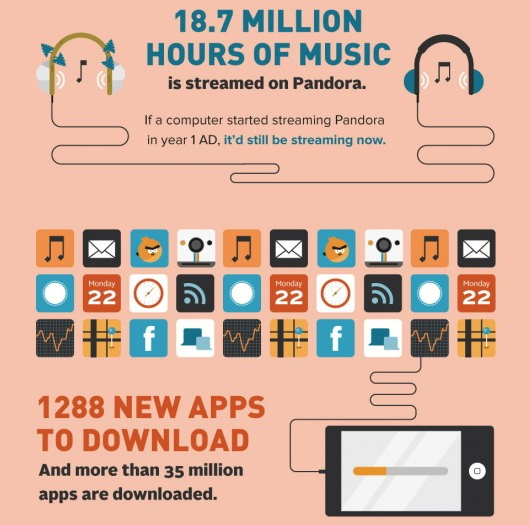 18.7 MILLION
HOURS OF MUSIC
is streamed on Pandora.
If a computer started streaming Pandora
in year 1 AD, it'd still be streaming now.
Monday
22
Monday
22
Monday
22
f
f
1288 NEW APPS
TO DOWNLOAD
And more than 35 million
apps are downloaded.